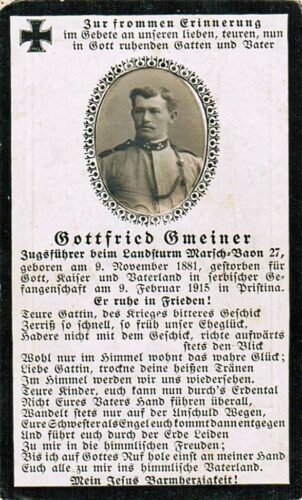 Zur frommen Erinnerung
im Gebete an unseren lieben, teuren, nun
in Gott ruhenden Gatten und Vater
Gottfried Gmeiner
Zugsführer beim Landsturm Marsch-Baon 27,
geboren am 9. November 1881, gestorben für
Gott, Kaiser und Vaterland in serbischer Ge-
fangenschaft am 9. Februar 1915 in Pristina.
Er ruhe in Frieden!
Teure Gattin, des Krieges bitteres Geschick
Zerriß so schnell, so früh unser Eheglück,
Hadere nicht mit dem Geschick, richte aufwärts
stets den Blick
Wohl nur im Himmel wohnt das wahre Glück;
Liebe Gattin, trockne deine heißen Tränen
Im Himmel werden wir uns wiedersehen.
Teure Kinder, euch kann nun durch's Erdental
Nicht Eures Vaters Hand führen überall,
Wandelt stets nur auf der Unschuld Wegen,
Eure Schwester als Engel euch kommt dann entgegen
Und führt euch durch der Erde Leiden
Zu mir in die himmlischen Freuden;
Bis ich auf Gottes Ruf hole einst an meiner Hand
Euch alle zu mir ins himmlische Vaterland.
Mein Jesus Barmherzigkeit!